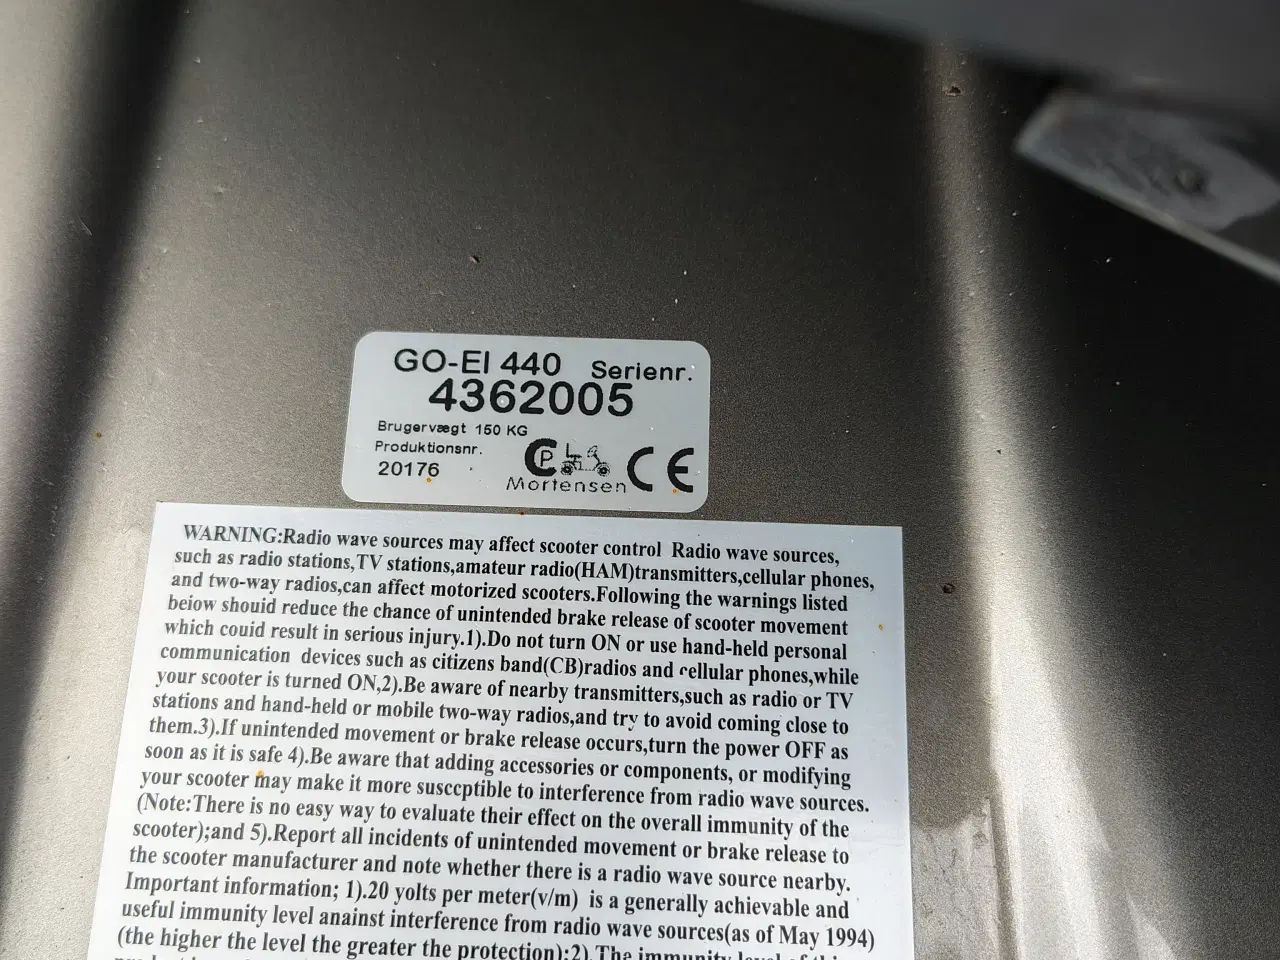 GO-El 440 Serienr.
4362005
Brugervægt 150 KG
Produktionsnr.
20176
CP
Mortensen
CE
WARNING:Radio wave sources may affect scooter control Radio wave sources,
such as radio stations,TV stations,amateur radio(HAM)transmitters,cellular phones,
and two-way radios,can affect motorized scooters.Following the warnings listed
beiow shouid reduce the chance of unintended brake release of scooter movement
which couid result in serious injury.1).Do not turn ON or use hand-held personal
communication devices such as citizens band(CB)radios and cellular phones,while
your scooter is turned ON,2).Be aware of nearby transmitters,such as radio or TV
stations and hand-held or mobile two-way radios,and try to avoid coming close to
them.3).If unintended movement or brake release occurs,turn the power OFF as
soon as it is safe 4).Be aware that adding accessories or components, or modifying
your scooter may make it more susccptible to interference from radio wave sources.
(Note:There is no easy way to evaluate their effect on the overall immunity of the
scooter);and 5).Report all incidents of unintended movement or brake release to
the scooter manufacturer and note whether there is a radio wave source nearby.
Important information; 1).20 volts per meter(v/m) is a generally achievable and
useful immunity level anainst interference from radio wave sources(as of May 1994)
(the higher the level the greater the protection);2).The immunity level of this